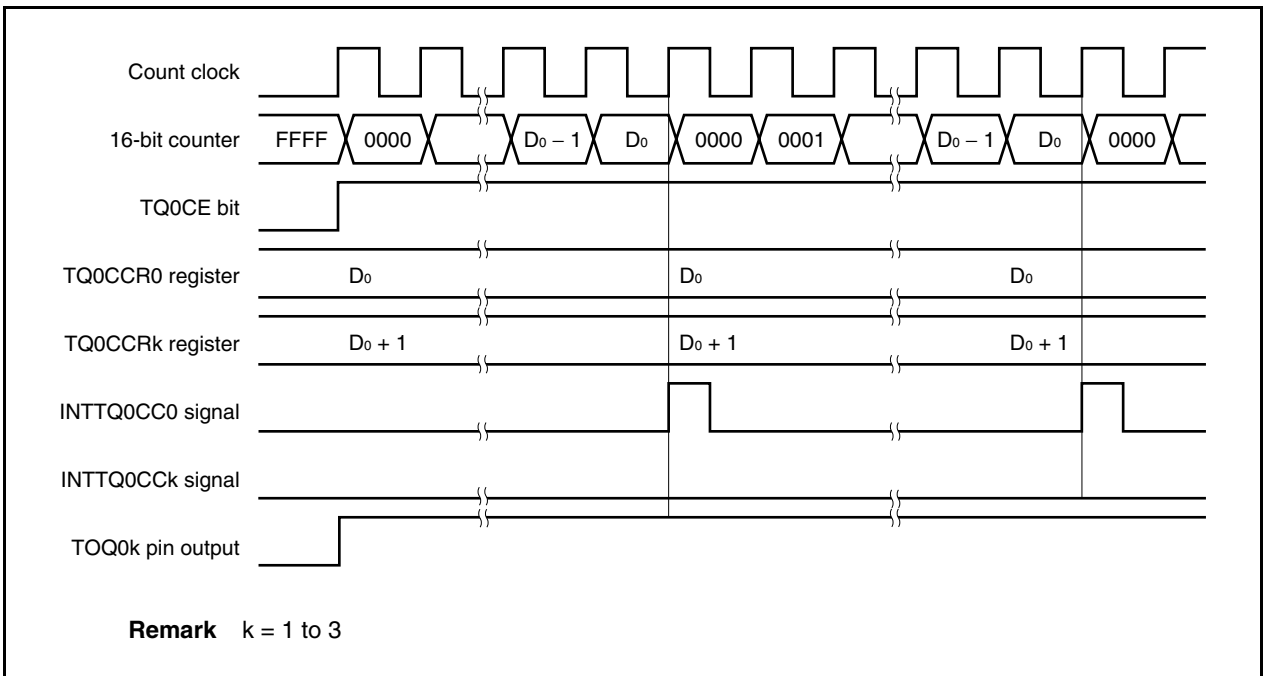 Count clock
16-bit counter FFFF 0000 D₀ − 1 D₀ 0000 0001 D₀ − 1 D₀ 0000
TQ0CE bit
TQ0CCR0 register D₀ D₀ D₀
TQ0CCRk register D₀ + 1 D₀ + 1 D₀ + 1
INTTQ0CC0 signal
INTTQ0CCk signal
TOQ0k pin output
Remark k = 1 to 3